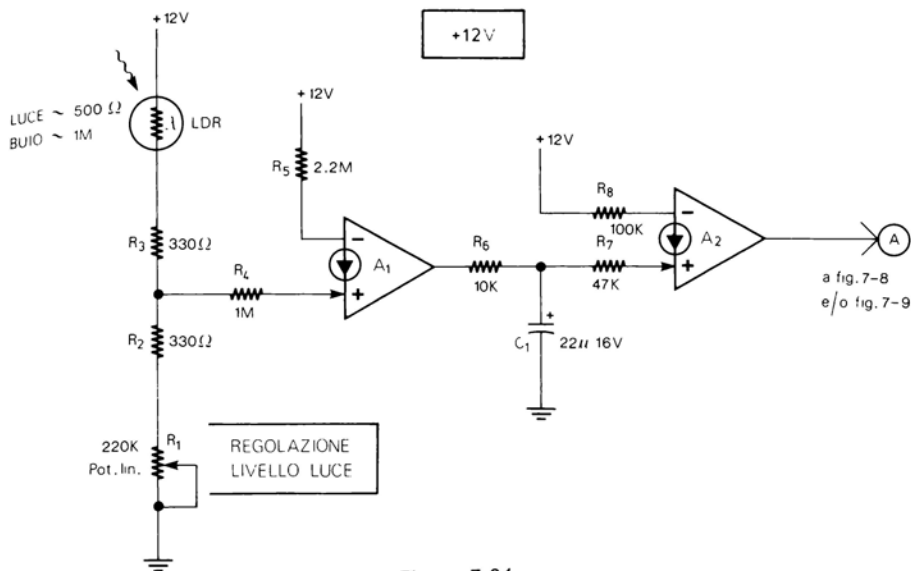 +12V
+12V
LUCE ~ 500 Ω
BUIO ~ 1M
LDR
+12V
R5
2.2M
+12V
R8
100K
R3
330Ω
R4
1M
A1
R6
10K
R7
47K
A2
A
a fig.7-8
e/o fig.7-9
R2
330Ω
C1
+
22µ 16V
220K
Pot.lin.
R1
REGOLAZIONE
LIVELLO LUCE